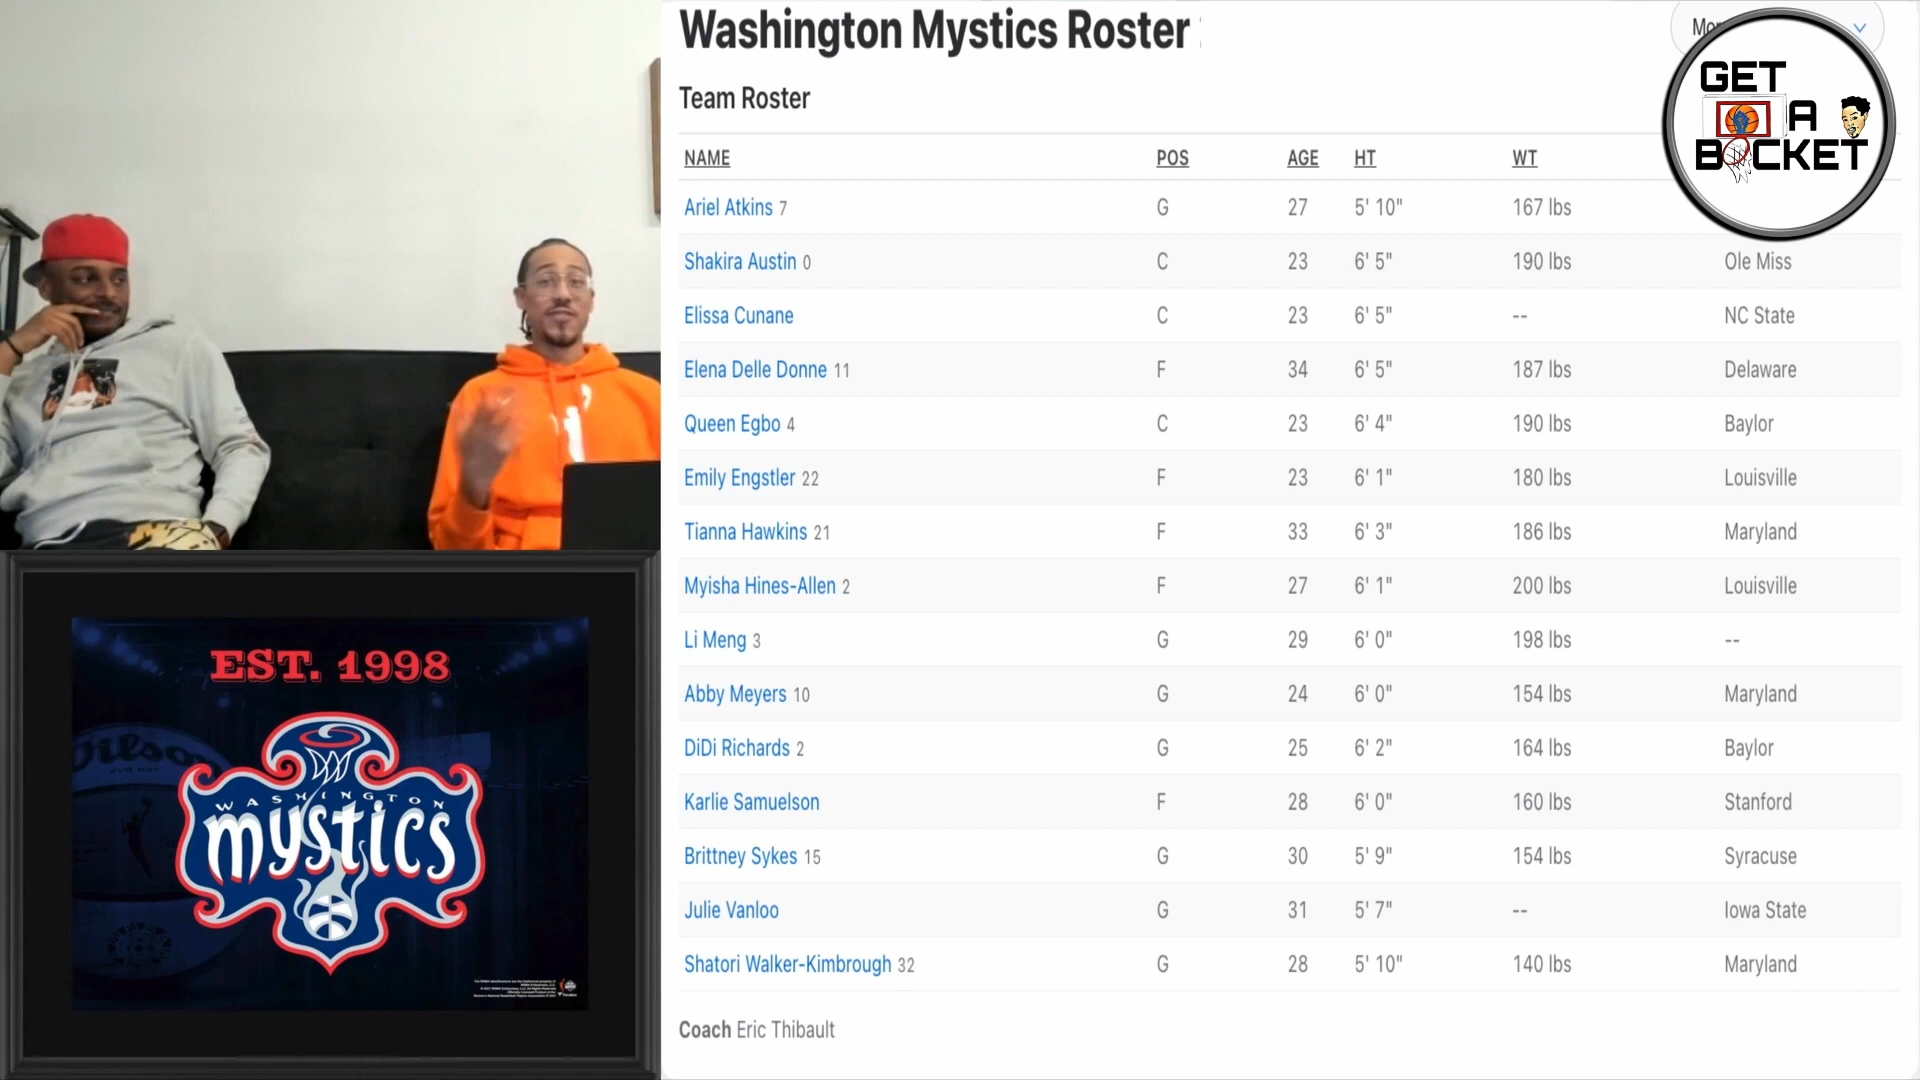 Washington Mystics Roster
Team Roster
NAME POS AGE HT WT
Ariel Atkins 7 G 27 5' 10" 167 lbs
Shakira Austin 0 C 23 6' 5" 190 lbs Ole Miss
Elissa Cunane C 23 6' 5" -- NC State
Elena Delle Donne 11 F 34 6' 5" 187 lbs Delaware
Queen Egbo 4 C 23 6' 4" 190 lbs Baylor
Emily Engstler 22 F 23 6' 1" 180 lbs Louisville
Tianna Hawkins 21 F 33 6' 3" 186 lbs Maryland
Myisha Hines-Allen 2 F 27 6' 1" 200 lbs Louisville
Li Meng 3 G 29 6' 0" 198 lbs --
Abby Meyers 10 G 24 6' 0" 154 lbs Maryland
DiDi Richards 2 G 25 6' 2" 164 lbs Baylor
Karlie Samuelson F 28 6' 0" 160 lbs Stanford
Brittney Sykes 15 G 30 5' 9" 154 lbs Syracuse
Julie Vanloo G 31 5' 7" -- Iowa State
Shatori Walker-Kimbrough 32 G 28 5' 10" 140 lbs Maryland
Coach Eric Thibault
GET
A
BUCKET
EST. 1998
Wilson
WASHINGTON
mystics